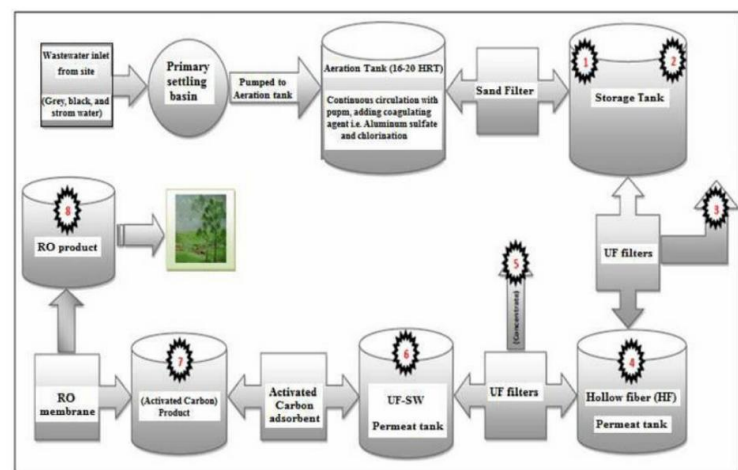 Wastewater inlet
from site
(Grey, black, and
strom water)
Primary
settling
basin
Pumped to
Aeration tank
Aeration Tank (16-20 HRT)
Continuous circulation with
pupm, adding coagulating
agent i.e. Aluminum sulfate
and chlorination
Sand Filter
1
2
Storage Tank
UF filters
3
4
Hollow fiber (HF)
Permeat tank
UF filters
5
(Concentrate)
6
UF-SW
Permeat tank
Activated
Carbon
adsorbent
7
(Activated Carbon)
Product
RO
membrane
8
RO product